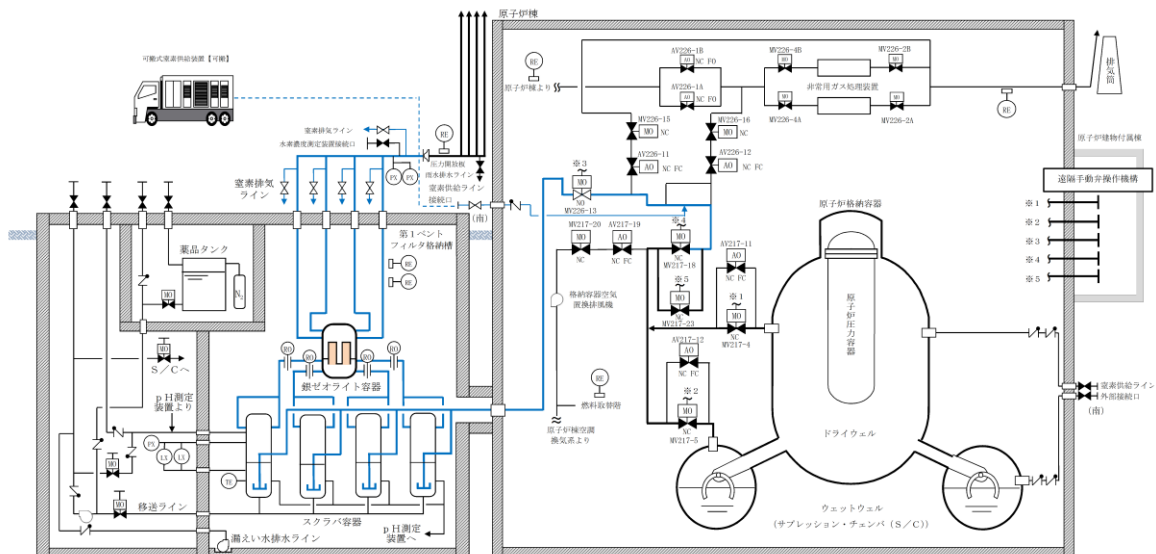 原子炉棟
可搬式窒素供給装置【可搬】
RE
原子炉棟より
AV226-1B
AO
NC FO
AV226-1A
AO
NC FO
MV226-4B
MO
MV226-2B
MO
非常用ガス処理装置
MV226-4A
MO
MV226-2A
MO
RE
排気筒
MV226-15
MO
NC
MV226-16
MO
NC
AV226-11
AO
NC FC
AV226-12
AO
NC FC
窒素排気ライン
水素濃度測定装置接続口
RE
圧力開放板
雨水排水ライン
PX
PX
窒素排気
ライン
窒素供給ライン
接続口
(南)
※3
MO
NO
MV226-13
MV217-20
MO
NC
AV217-19
AO
NC FC
※4
MO
NC
MV217-18
※5
MO
NC
MV217-23
AV217-11
AO
NC FC
※1
MO
NC
MV217-4
AV217-12
AO
NC FC
※2
MO
NC
MV217-5
格納容器空気
置換排風機
RE
燃料取替階
原子炉棟空調
換気系より
原子炉格納容器
原子炉圧力容器
ドライウェル
ウェットウェル
(サプレッション・チェンバ(S/C))
原子炉建物付属棟
遠隔手動弁操作機構
※1
※2
※3
※4
※5
窒素供給ライン
外部接続口
(南)
第1ベント
フィルタ格納槽
RE
RE
薬品タンク
N₂
MO
MO
S/Cへ
pH測定
装置より
RO
RO
RO
RO
銀ゼオライト容器
PX
LX
LX
TE
MO
MO
移送ライン
スクラバ容器
漏えい水排水ライン
pH測定
装置へ